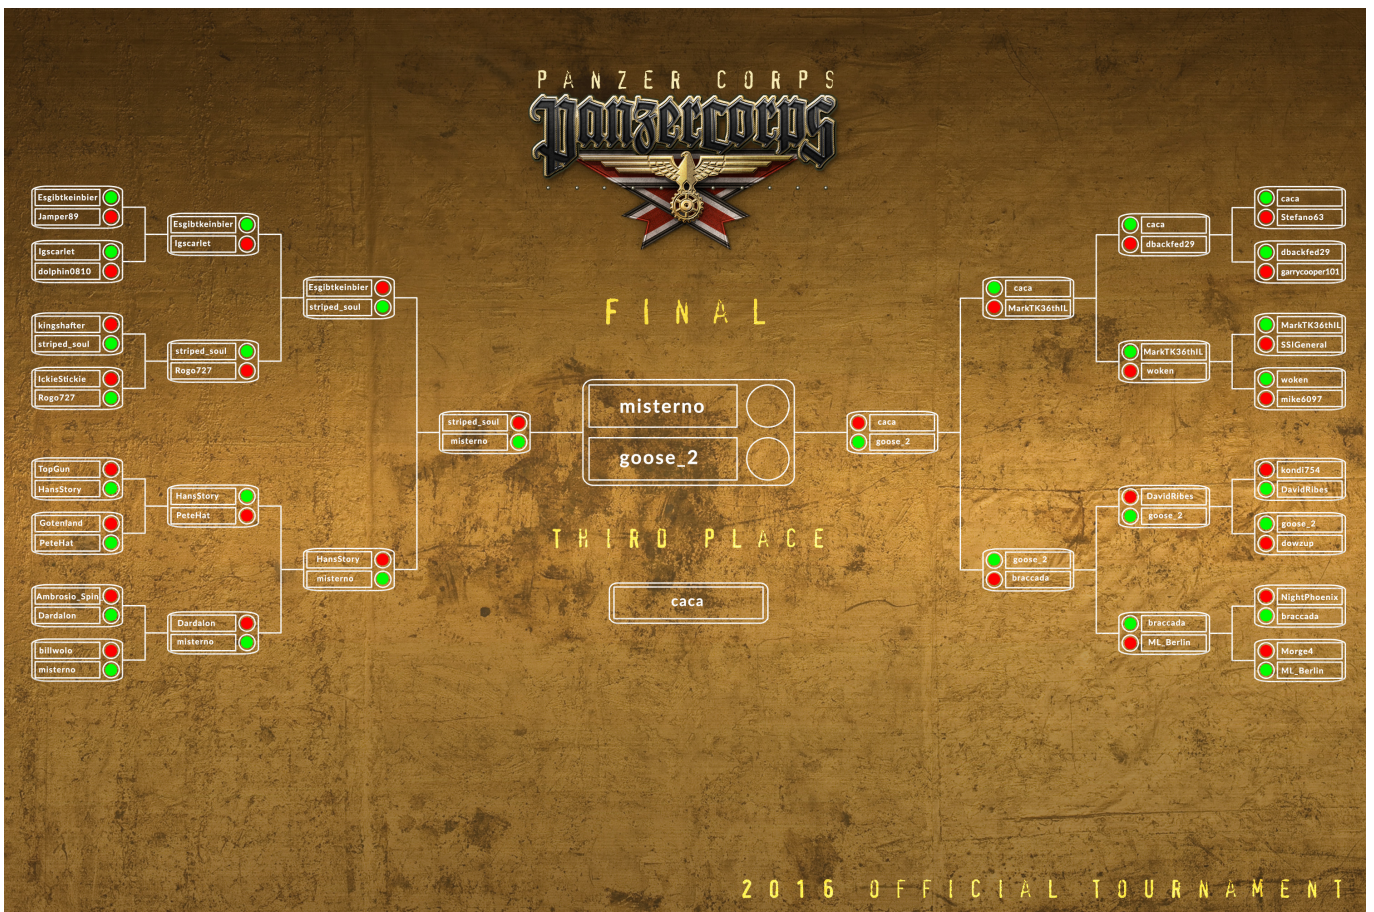 PANZER CORPS
Panzercorps
Esgibtkeinbier
Jamper89
lgscarlet
dolphin0810
kingshafter
striped_soul
IckieStickie
Rogo727
TopGun
HansStory
Gotenland
PeteHat
Ambrosio_Spin
Dardalon
billwolo
misterno
Esgibtkeinbier
lgscarlet
striped_soul
Rogo727
HansStory
PeteHat
Dardalon
misterno
Esgibtkeinbier
striped_soul
HansStory
misterno
striped_soul
misterno
FINAL
misterno
goose_2
THIRD PLACE
caca
caca
goose_2
caca
MarkTK36thIL
goose_2
braccada
caca
dbackfed29
MarkTK36thIL
woken
DavidRibes
goose_2
braccada
ML_Berlin
caca
Stefano63
dbackfed29
garrycooper101
MarkTK36thIL
SSIGeneral
woken
mike6097
kondi754
DavidRibes
goose_2
dowzup
NightPhoenix
braccada
Morge4
ML_Berlin
2016 OFFICIAL TOURNAMENT